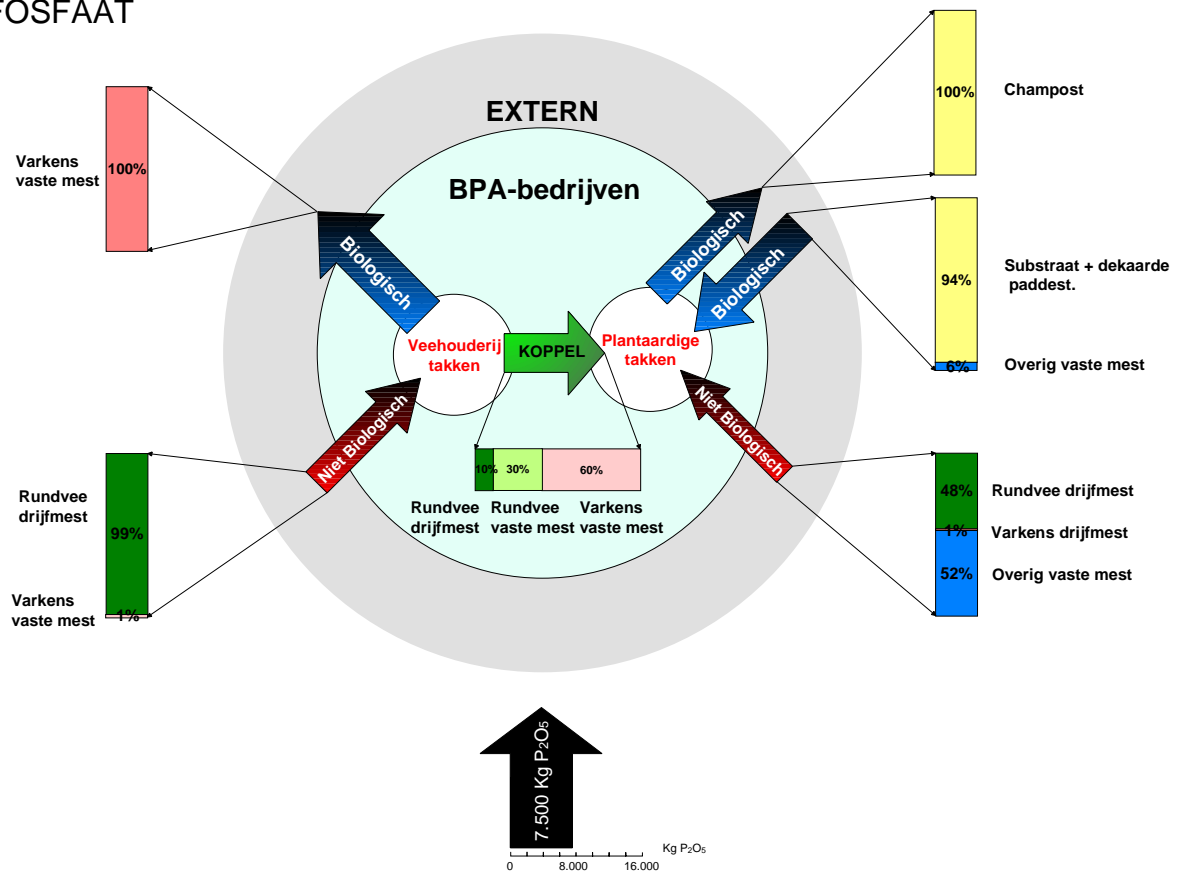 FOSFAAT
EXTERN
BPA-bedrijven
Varkens
vaste mest
100%
Biologisch
Biologisch
Biologisch
100%
Champost
94%
Substraat + dekaarde
paddest.
6%
Overig vaste mest
Veehouderij
takken
KOPPEL
Plantaardige
takken
Niet Biologisch
Niet Biologisch
10%
30%
60%
Rundvee
drijfmest
Rundvee
vaste mest
Varkens
vaste mest
Rundvee
drijfmest
99%
Varkens
vaste mest
1%
48%
Rundvee drijfmest
1%
Varkens drijfmest
52%
Overig vaste mest
7.500 Kg P₂O₅
Kg P₂O₅
0 8.000 16.000